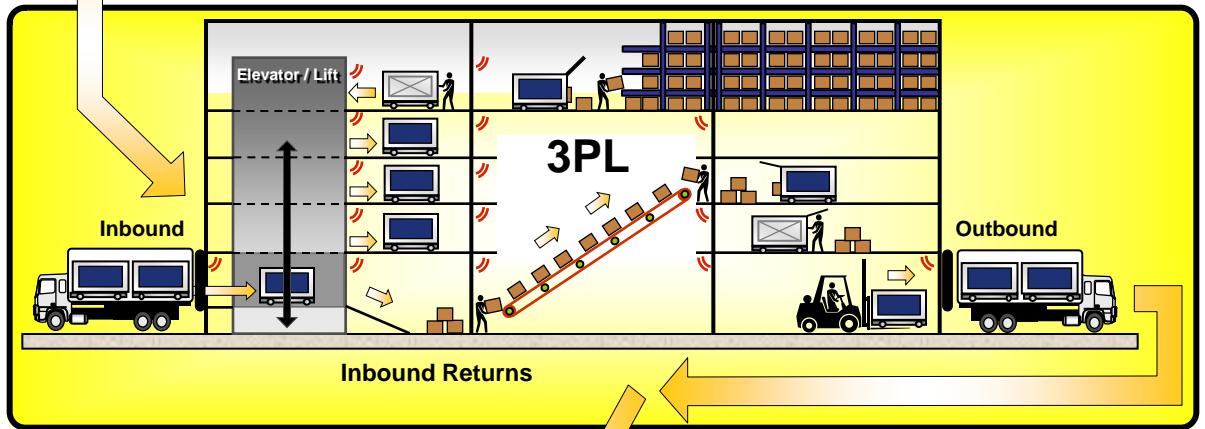 Elevator / Lift
3PL
Inbound
Outbound
Inbound Returns